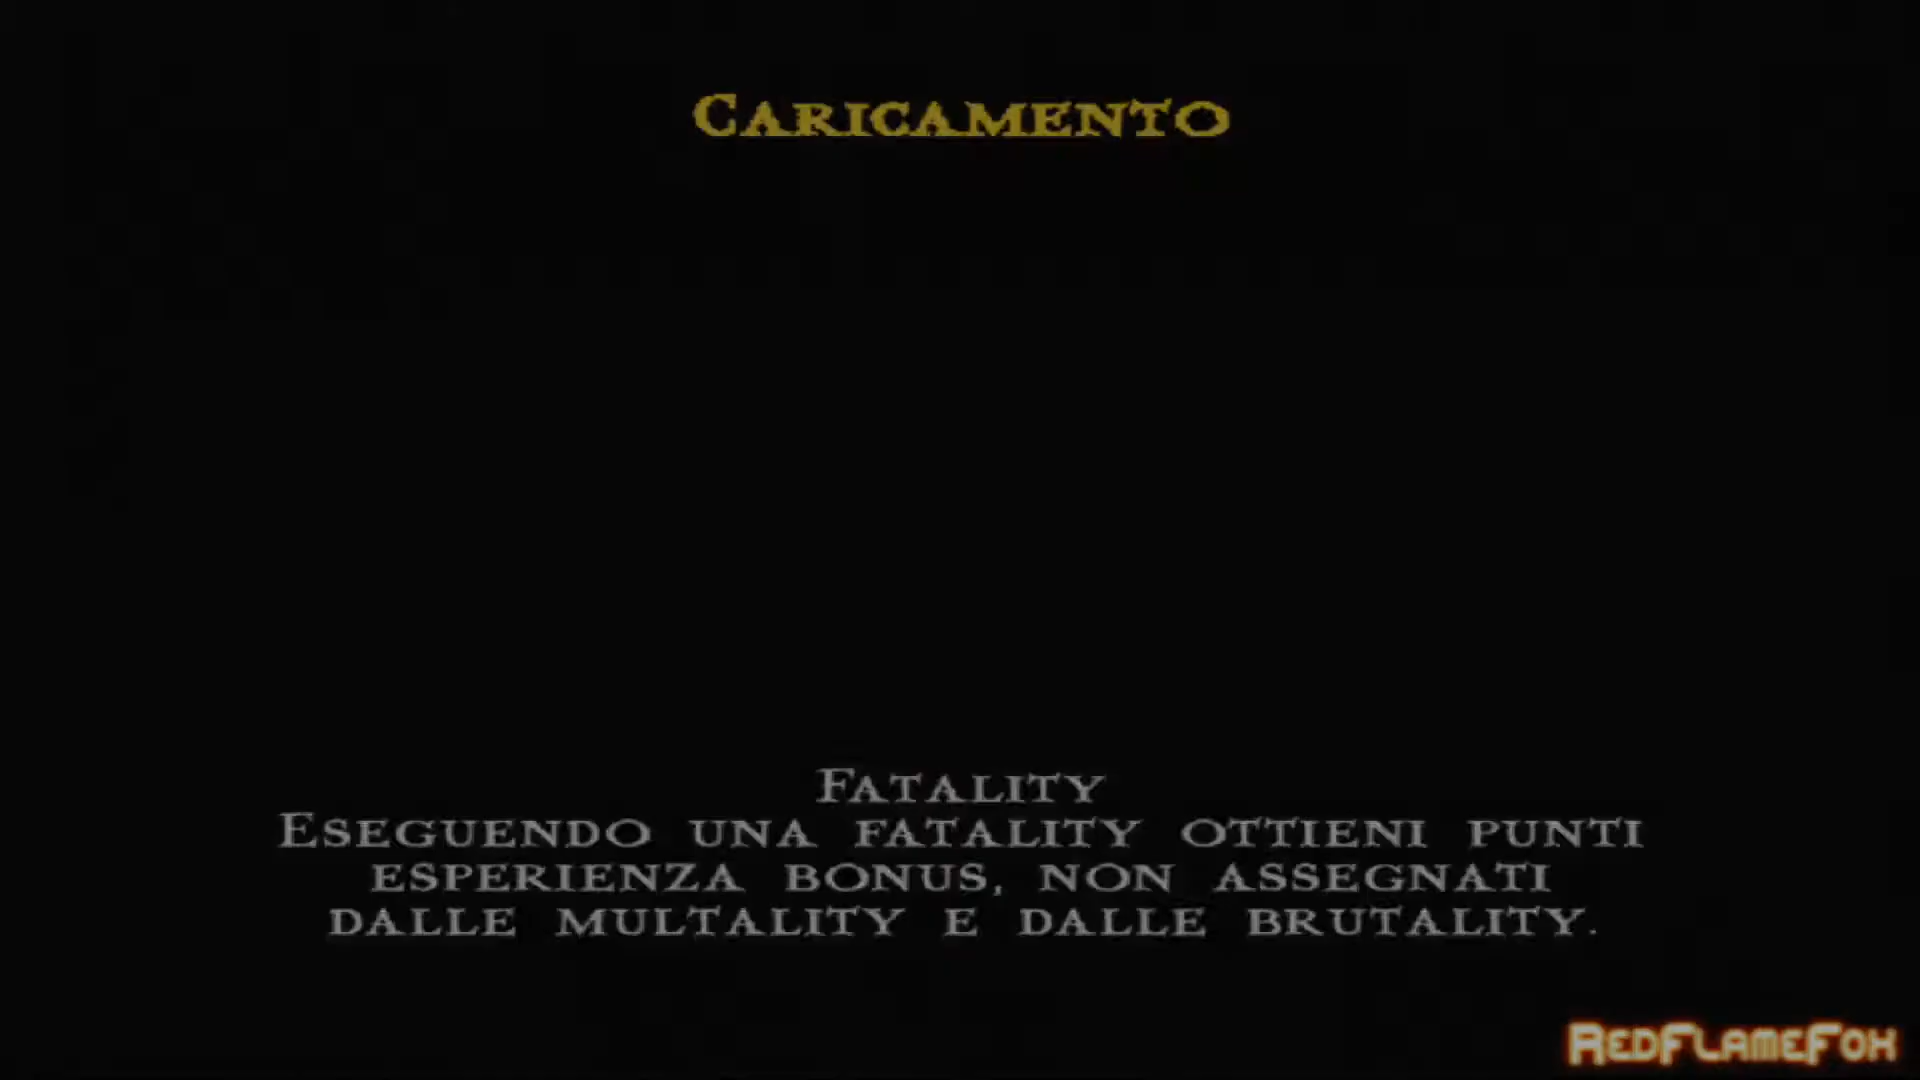 Caricamento
Fatality
Eseguendo una fatality ottieni punti
esperienza bonus, non assegnati
dalle multality e dalle brutality.
RedFlameFox